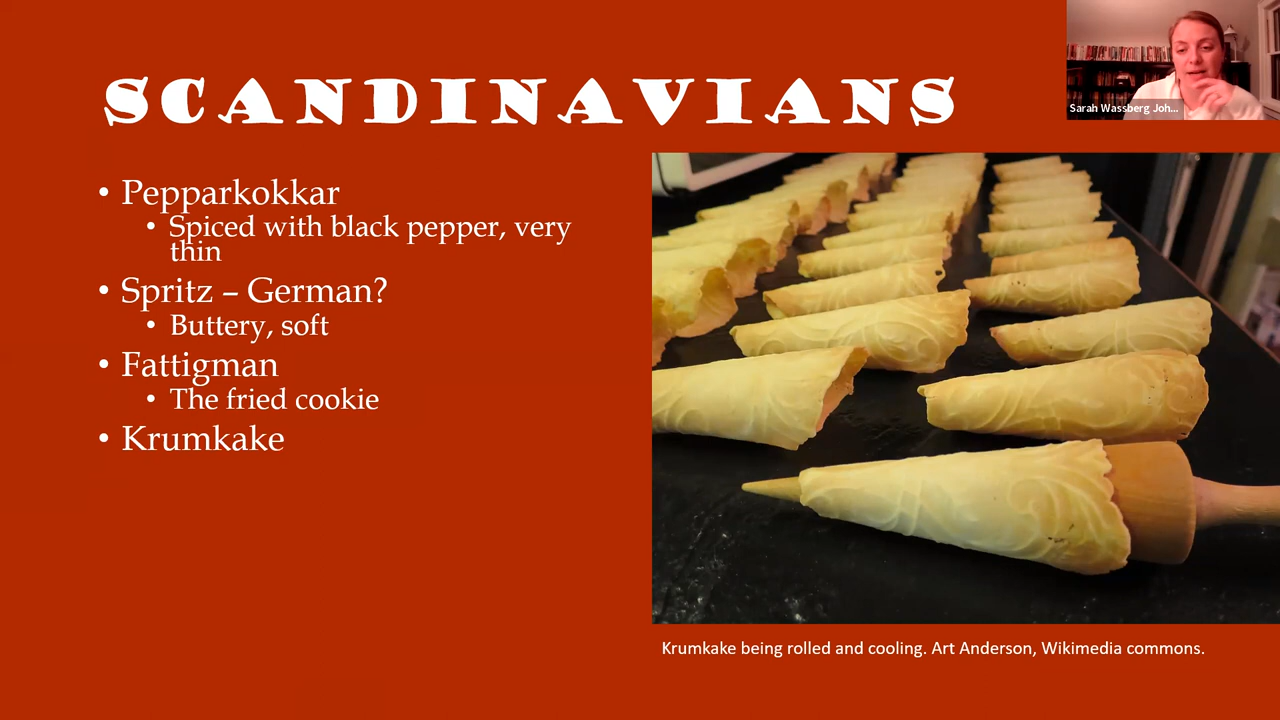 SCANDINAVIANS
• Pepparkokkar
• Spiced with black pepper, very
thin
• Spritz – German?
• Buttery, soft
• Fattigman
• The fried cookie
• Krumkake
Sarah Wassberg Joh...
Krumkake being rolled and cooling. Art Anderson, Wikimedia commons.